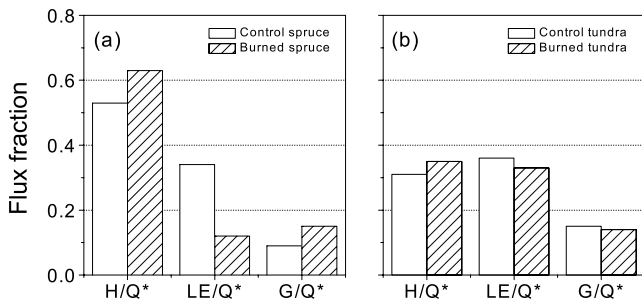 0.8
0.6
0.4
0.2
0.0
Flux fraction
(a)
Control spruce
Burned spruce
H/Q*
LE/Q*
G/Q*
(b)
Control tundra
Burned tundra
H/Q*
LE/Q*
G/Q*